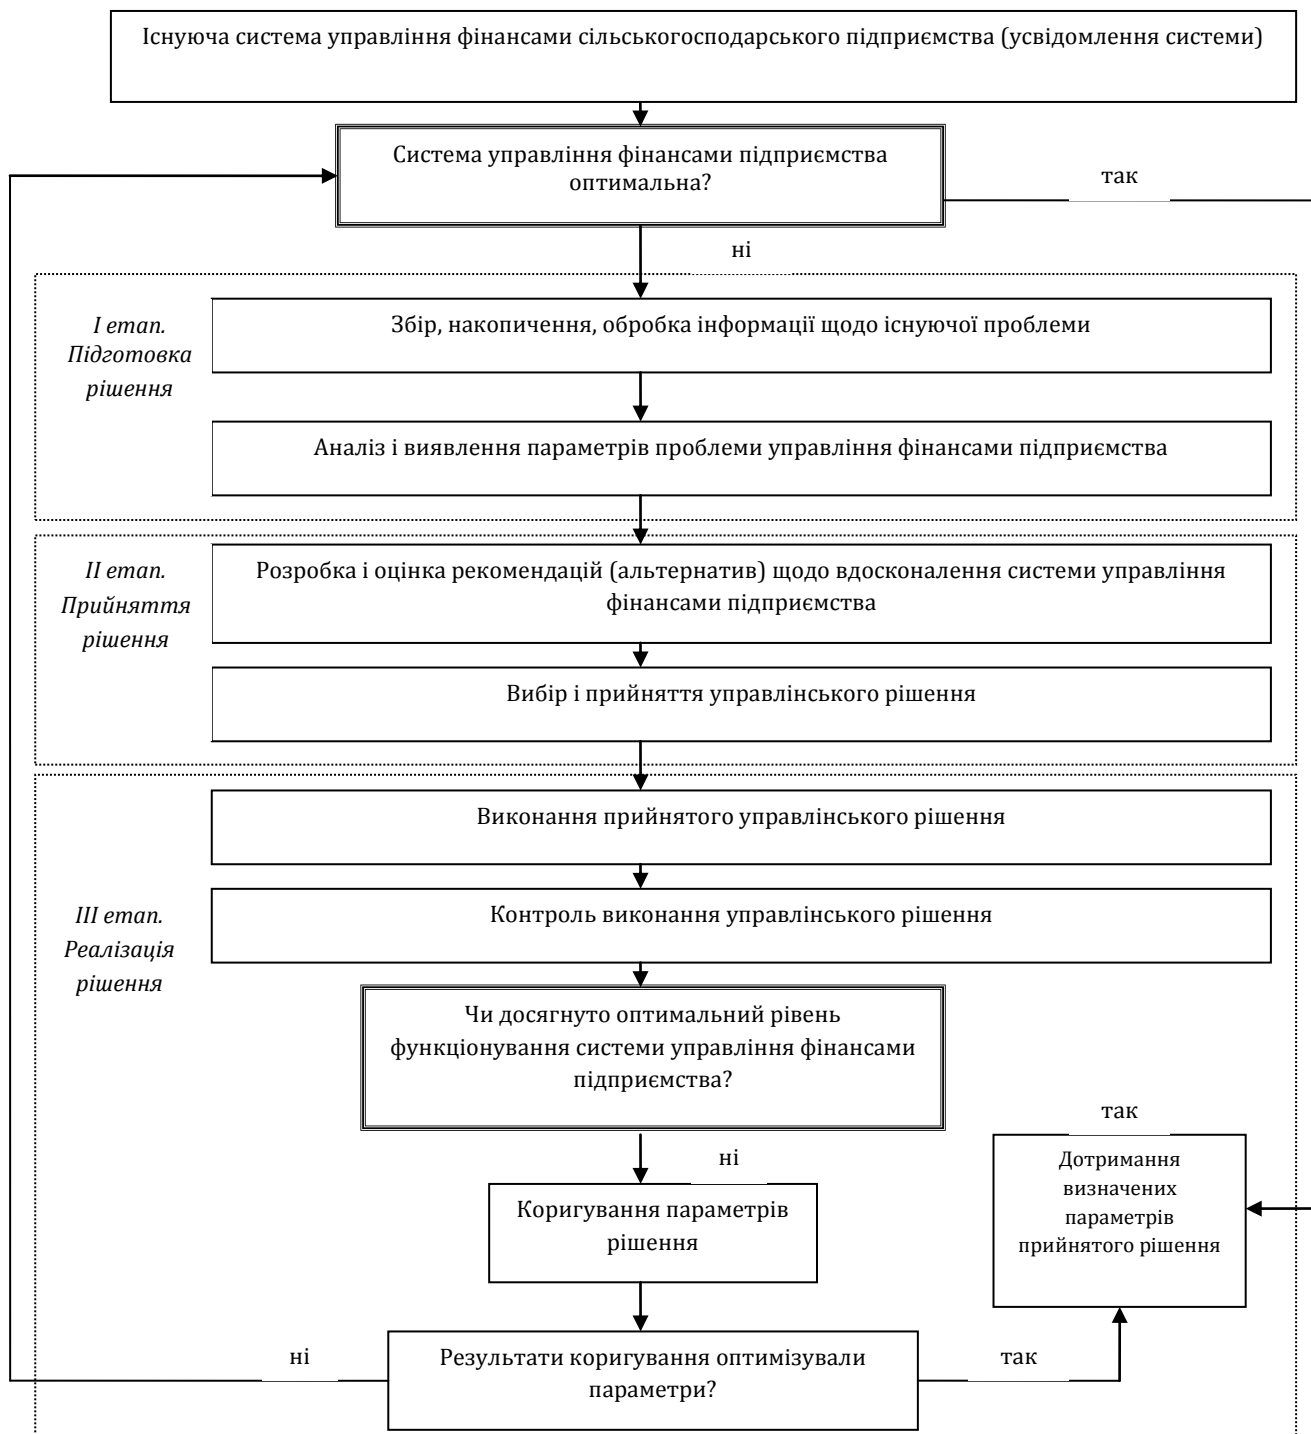 Існуюча система управління фінансами сільськогосподарського підприємства (усвідомлення системи)
Система управління фінансами підприємства
оптимальна?
так
ні
І етап.
Підготовка
рішення
Збір, накопичення, обробка інформації щодо існуючої проблеми
Аналіз і виявлення параметрів проблеми управління фінансами підприємства
ІІ етап.
Прийняття
рішення
Розробка і оцінка рекомендацій (альтернатив) щодо вдосконалення системи управління
фінансами підприємства
Вибір і прийняття управлінського рішення
Виконання прийнятого управлінського рішення
ІІІ етап.
Реалізація
рішення
Контроль виконання управлінського рішення
Чи досягнуто оптимальний рівень
функціонування системи управління фінансами
підприємства?
так
ні
Дотримання
визначених
параметрів
прийнятого рішення
Коригування параметрів
рішення
ні
Результати коригування оптимізували
параметри?
так